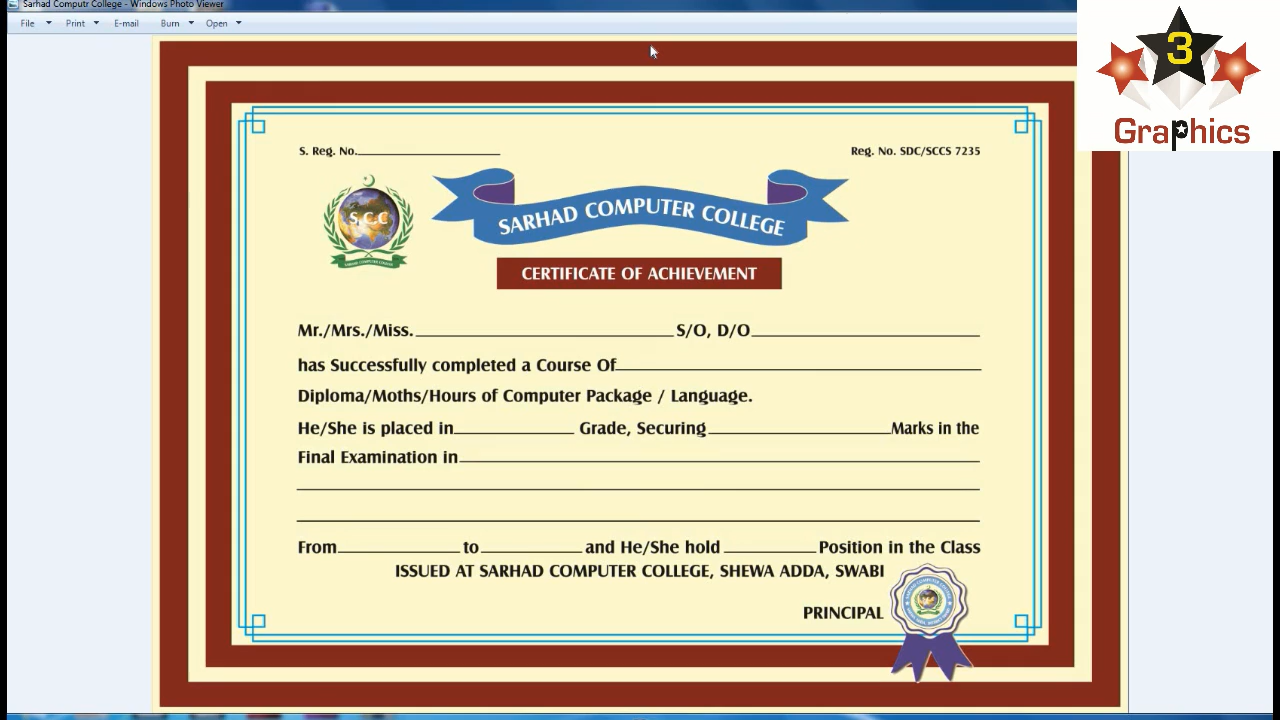 Sarhad Computr College - Windows Photo Viewer
File Print E-mail Burn Open
3
Graphics
S. Reg. No.
Reg. No. SDC/SCCS 7235
S.C.C
SARHAD COMPUTER COLLEGE
SARHAD COMPUTER COLLEGE
CERTIFICATE OF ACHIEVEMENT
Mr./Mrs./Miss. S/O, D/O
has Successfully completed a Course Of
Diploma/Moths/Hours of Computer Package / Language.
He/She is placed in Grade, Securing Marks in the
Final Examination in
From to and He/She hold Position in the Class
ISSUED AT SARHAD COMPUTER COLLEGE, SHEWA ADDA, SWABI
PRINCIPAL